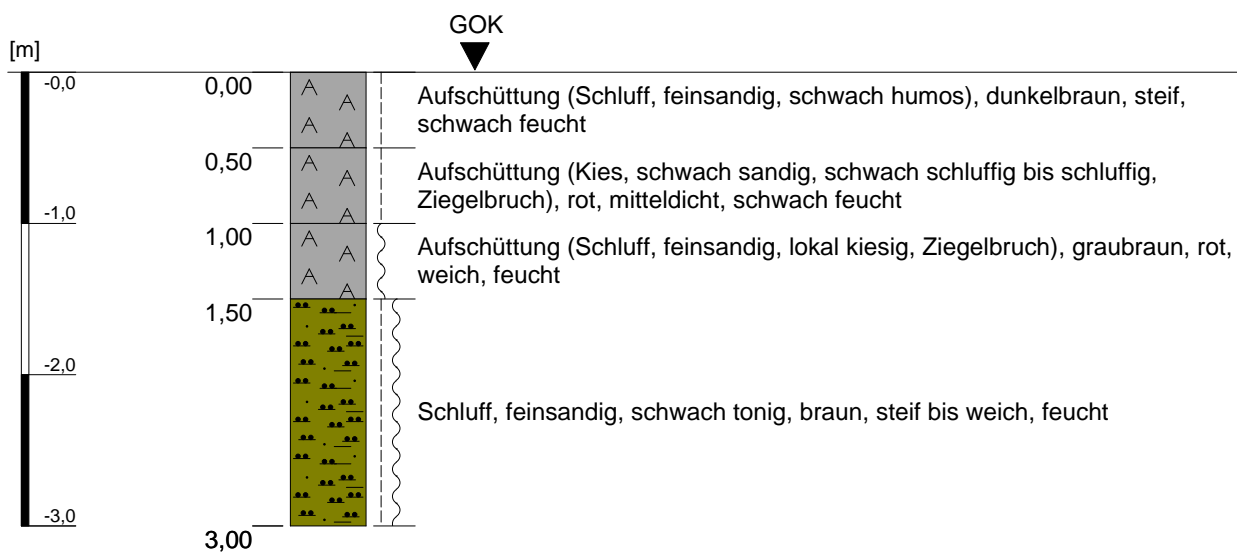 GOK
[m]
-0,0
0,00
Aufschüttung (Schluff, feinsandig, schwach humos), dunkelbraun, steif,
schwach feucht
0,50
Aufschüttung (Kies, schwach sandig, schwach schluffig bis schluffig,
Ziegelbruch), rot, mitteldicht, schwach feucht
-1,0
1,00
Aufschüttung (Schluff, feinsandig, lokal kiesig, Ziegelbruch), graubraun, rot,
weich, feucht
1,50
-2,0
Schluff, feinsandig, schwach tonig, braun, steif bis weich, feucht
-3,0
3,00